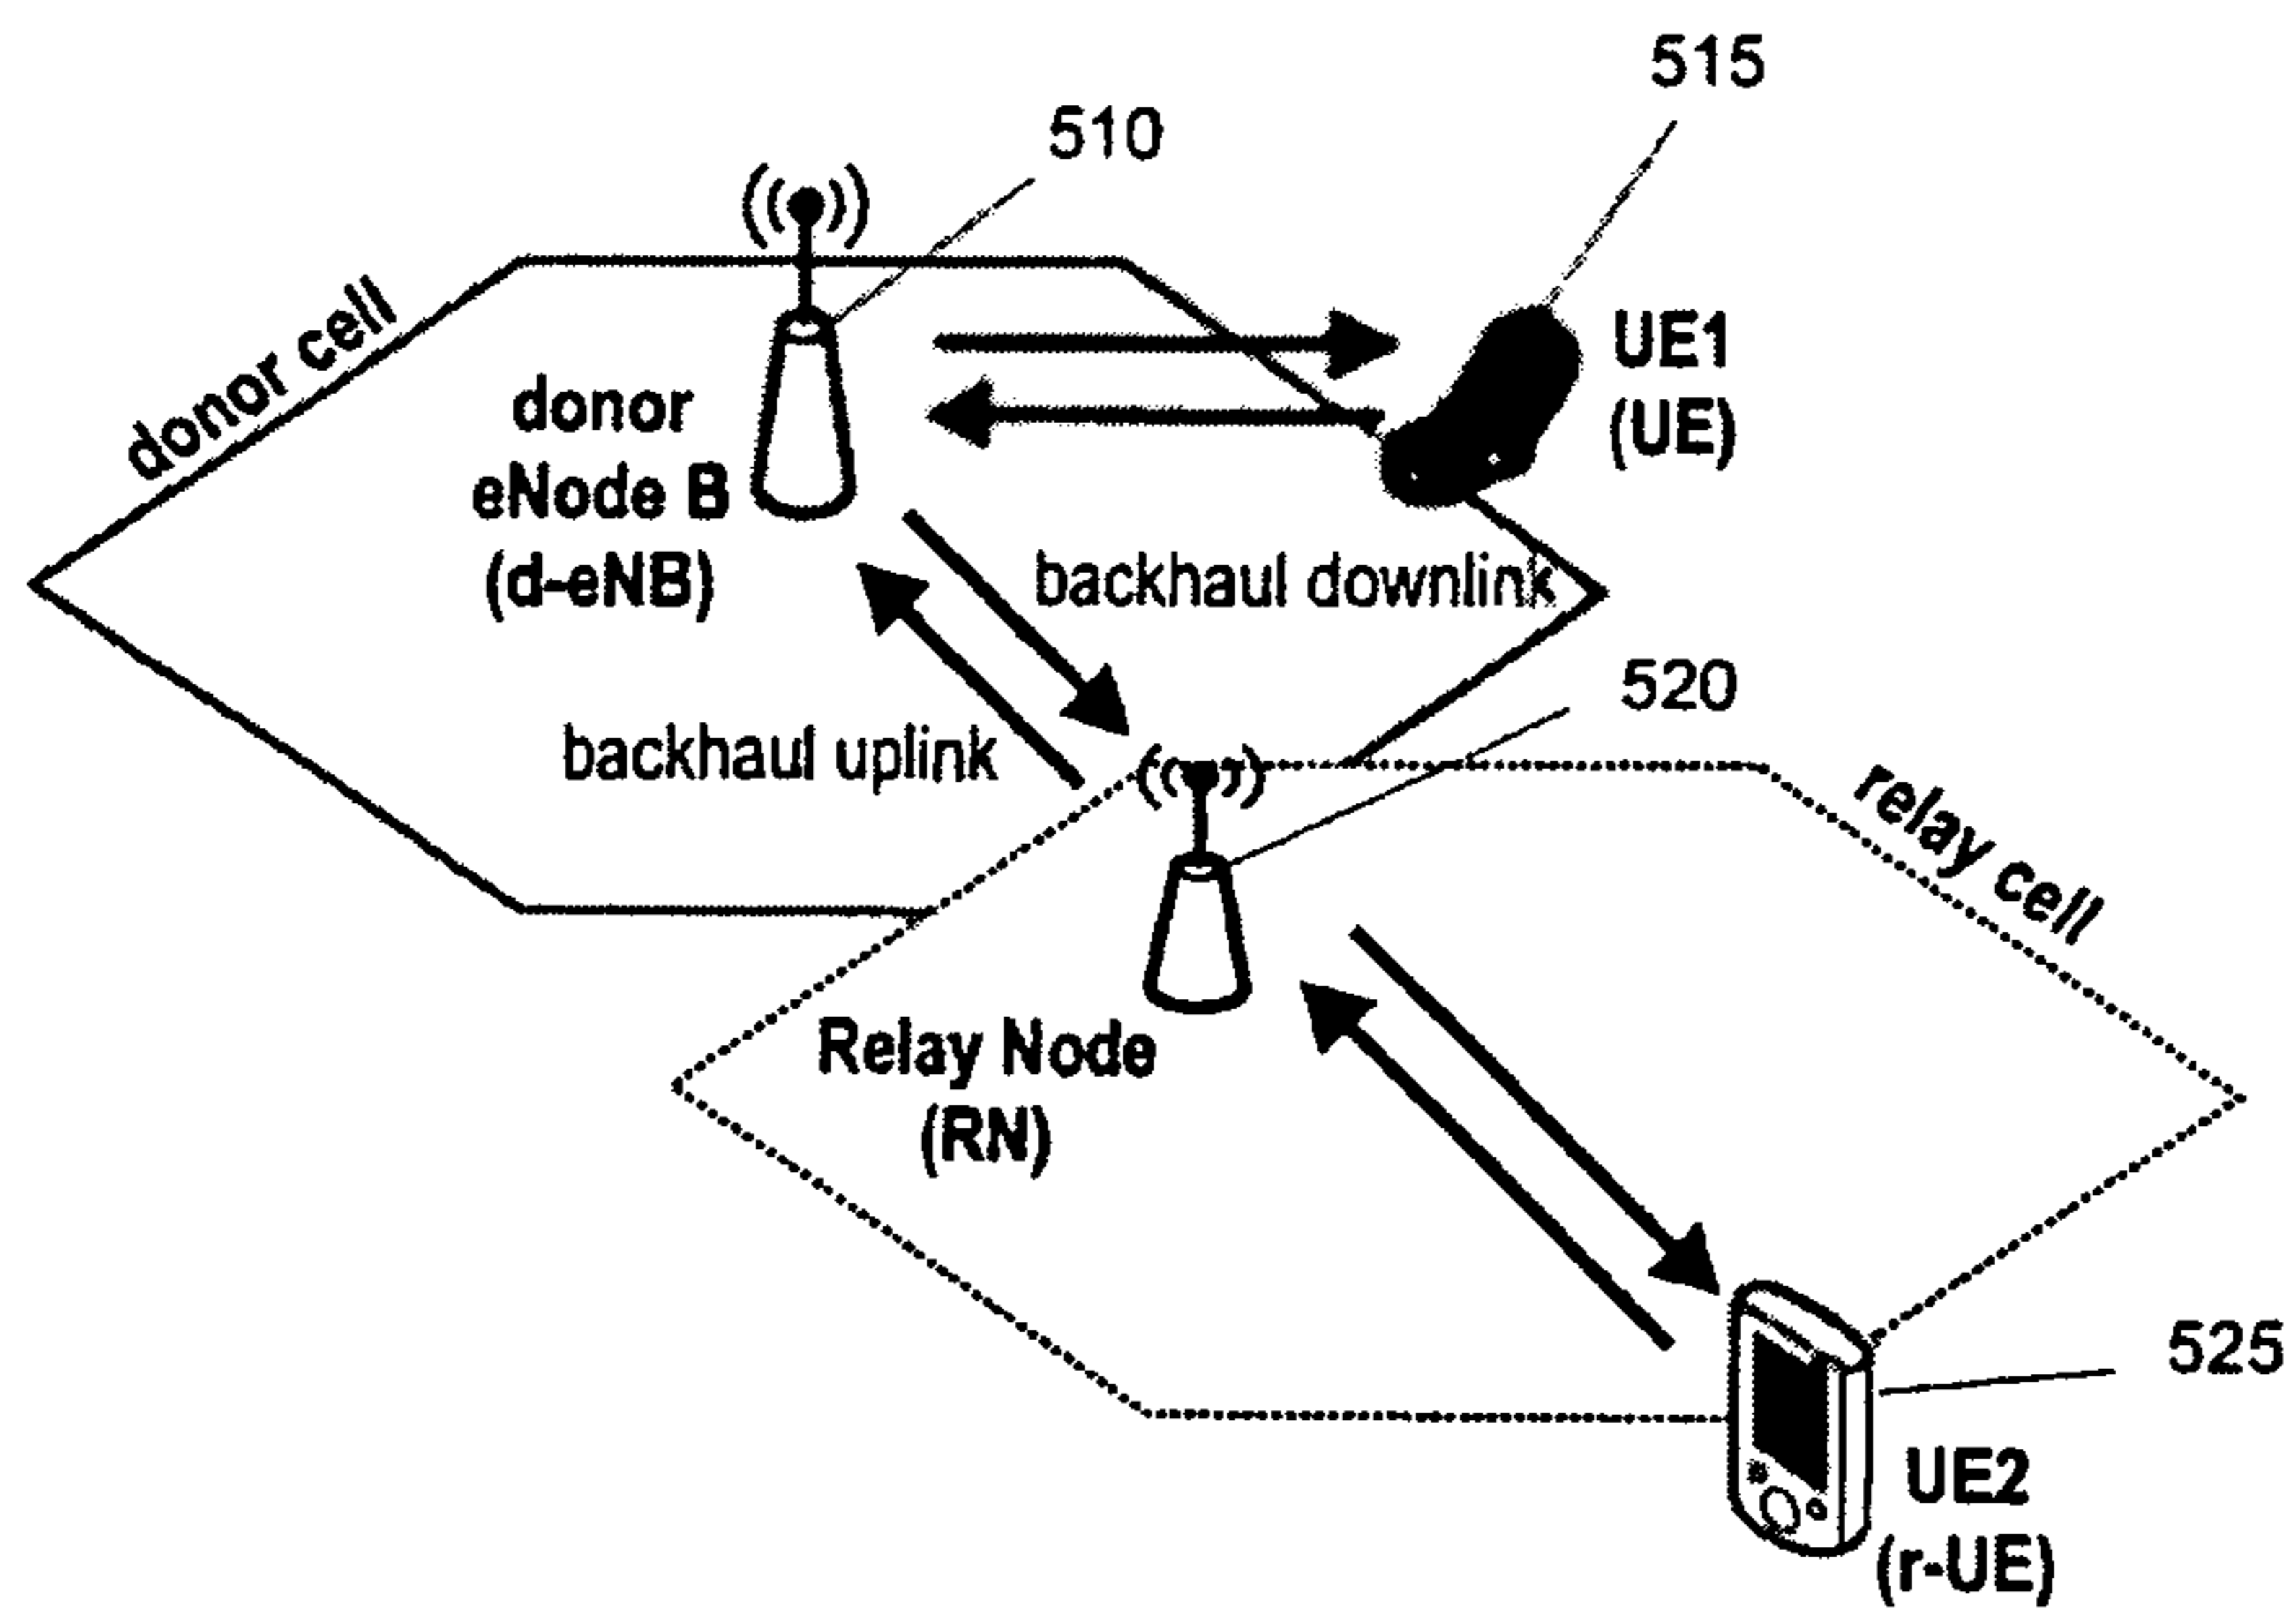 515
510
donor cell
UE1
(UE)
donor
eNode B
(d-eNB)
backhaul downlink
520
backhaul uplink
relay cell
Relay Node
(RN)
525
UE2
(r-UE)